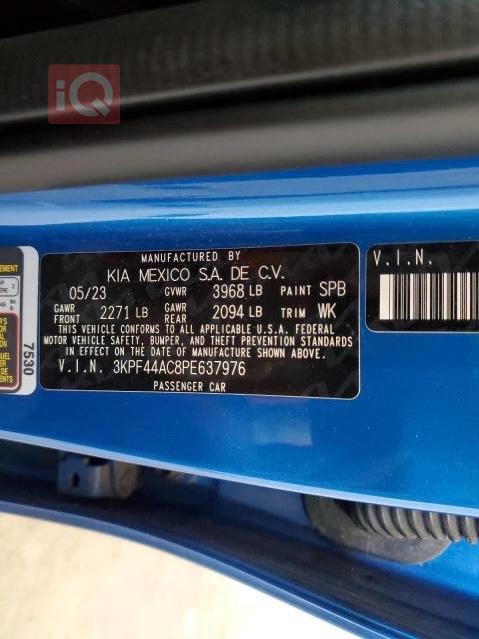 iQ
MANUFACTURED BY
KIA MEXICO S.A. DE C.V.
05/23 GVWR 3968 LB PAINT SPB
GAWR FRONT 2271 LB GAWR REAR 2094 LB TRIM WK
THIS VEHICLE CONFORMS TO ALL APPLICABLE U.S.A. FEDERAL
MOTOR VEHICLE SAFETY, BUMPER, AND THEFT PREVENTION STANDARDS
IN EFFECT ON THE DATE OF MANUFACTURE SHOWN ABOVE.
V.I.N. 3KPF44AC8PE637976
PASSENGER CAR
V.I.N.
7530